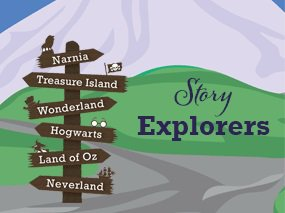 Narnia
Treasure Island
Wonderland
Hogwarts
Land of Oz
Neverland
Story
Explorers